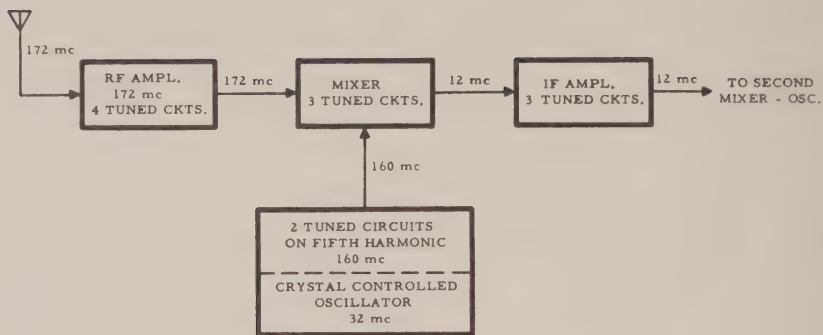 172 mc
RF AMPL.
172 mc
4 TUNED CKTS.
172 mc
MIXER
3 TUNED CKTS.
12 mc
IF AMPL.
3 TUNED CKTS.
12 mc
TO SECOND
MIXER - OSC.
160 mc
2 TUNED CIRCUITS
ON FIFTH HARMONIC
160 mc
CRYSTAL CONTROLLED
OSCILLATOR
32 mc